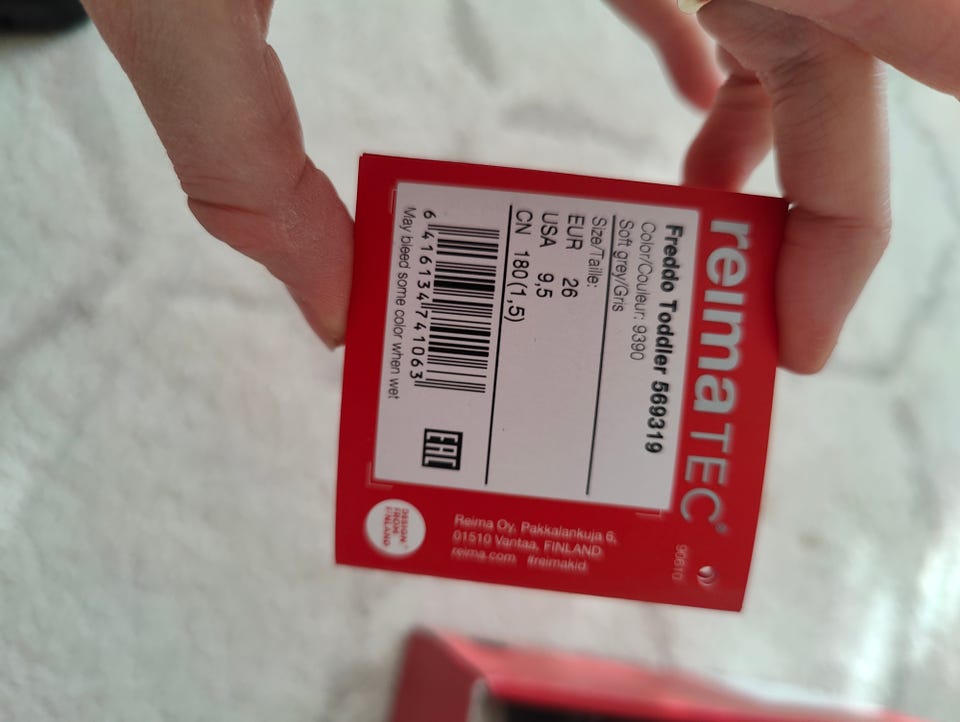 reimaTEC®
90610
Freddo Toddler 569319
Color/Couleur: 9390
Soft grey/Gris
Size/Taille:
EUR 26
USA 9,5
CN 180(1,5)
6 416134 741063
May bleed some color when wet
EAC
DESIGN
FROM
FINLAND
Reima Oy, Pakkalankuja 6,
01510 Vantaa, FINLAND
reima.com #reimakid